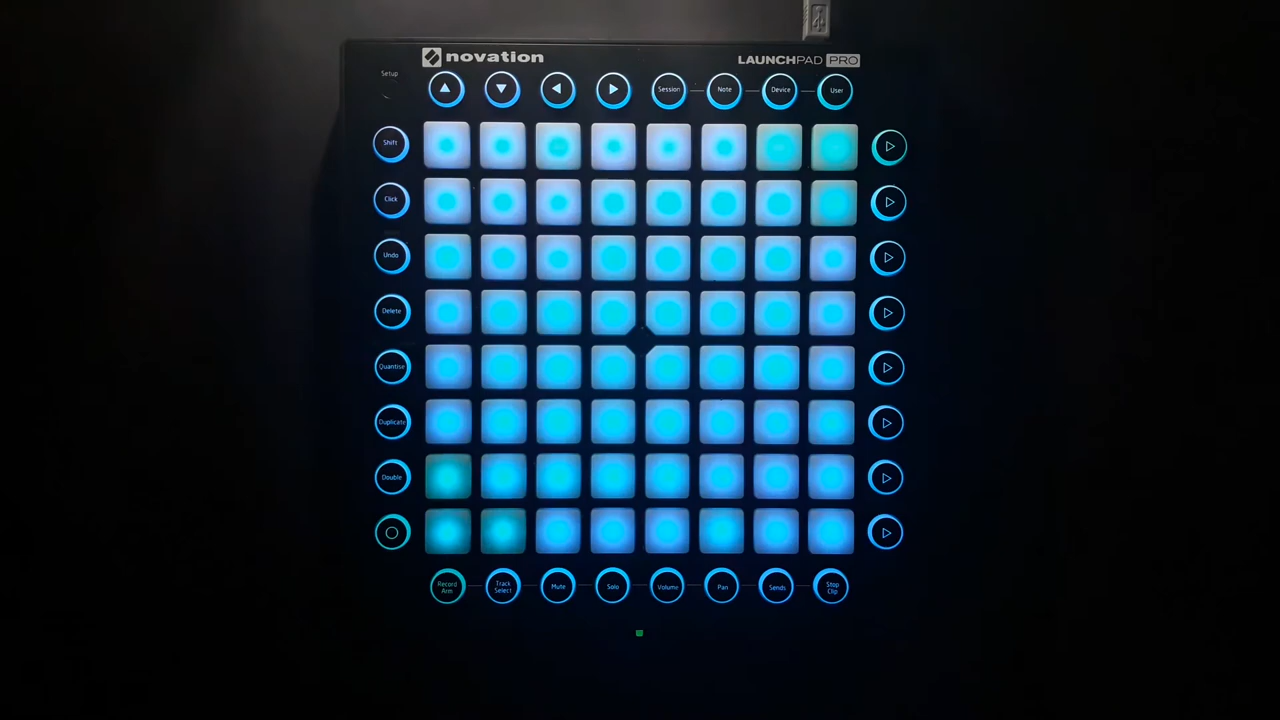 novation
LAUNCHPAD PRO
Setup
Session
Note
Device
User
Shift
Click
Undo
Delete
Quantise
Duplicate
Double
Record
Arm
Track
Select
Mute
Solo
Volume
Pan
Sends
Stop
Clip